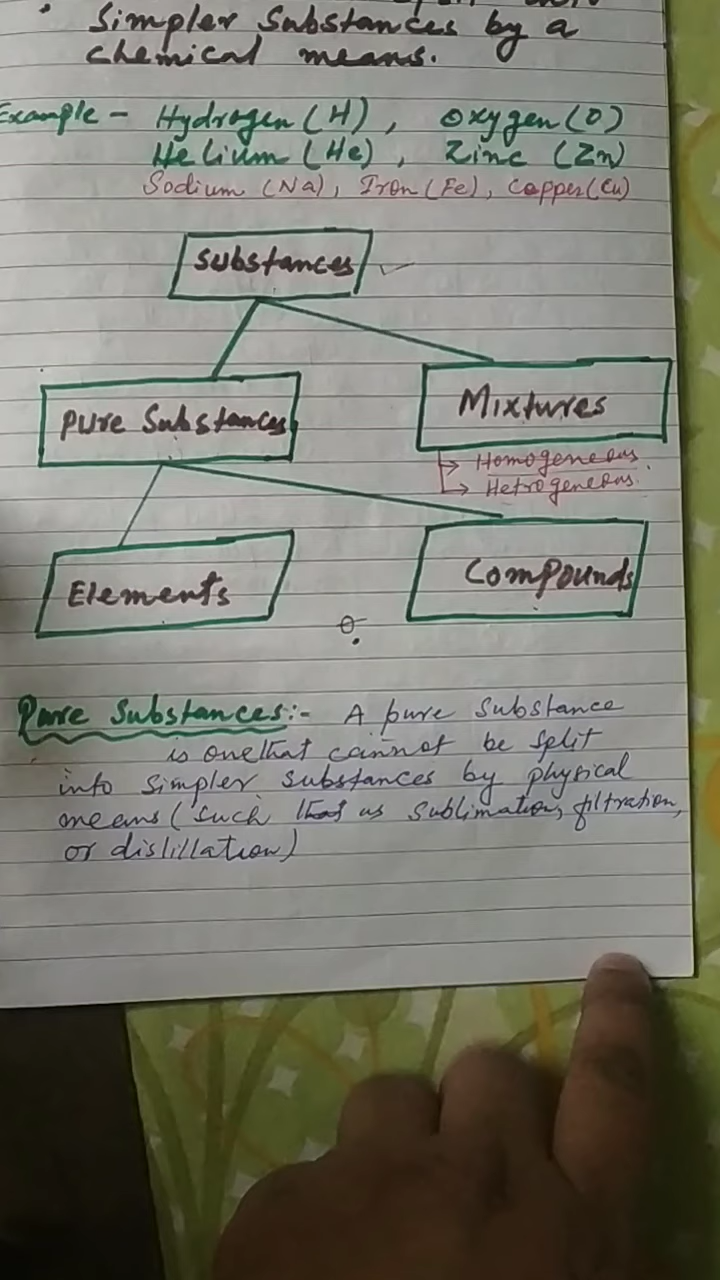 • Simpler Substances by a
chemical means.
Example - Hydrogen (H), Oxygen (O)
Helium (He), Zinc (Zn)
Sodium (Na), Iron (Fe), Copper (Cu)
Substances ✓
Pure Substances
Mixtures
→ Homogeneous
→ Hetrogeneous.
Elements
Compounds
Pure Substances:- A pure substance
is one that cannot be split
into simpler substances by physical
means (such as sublimation, filtration,
or dislillation)